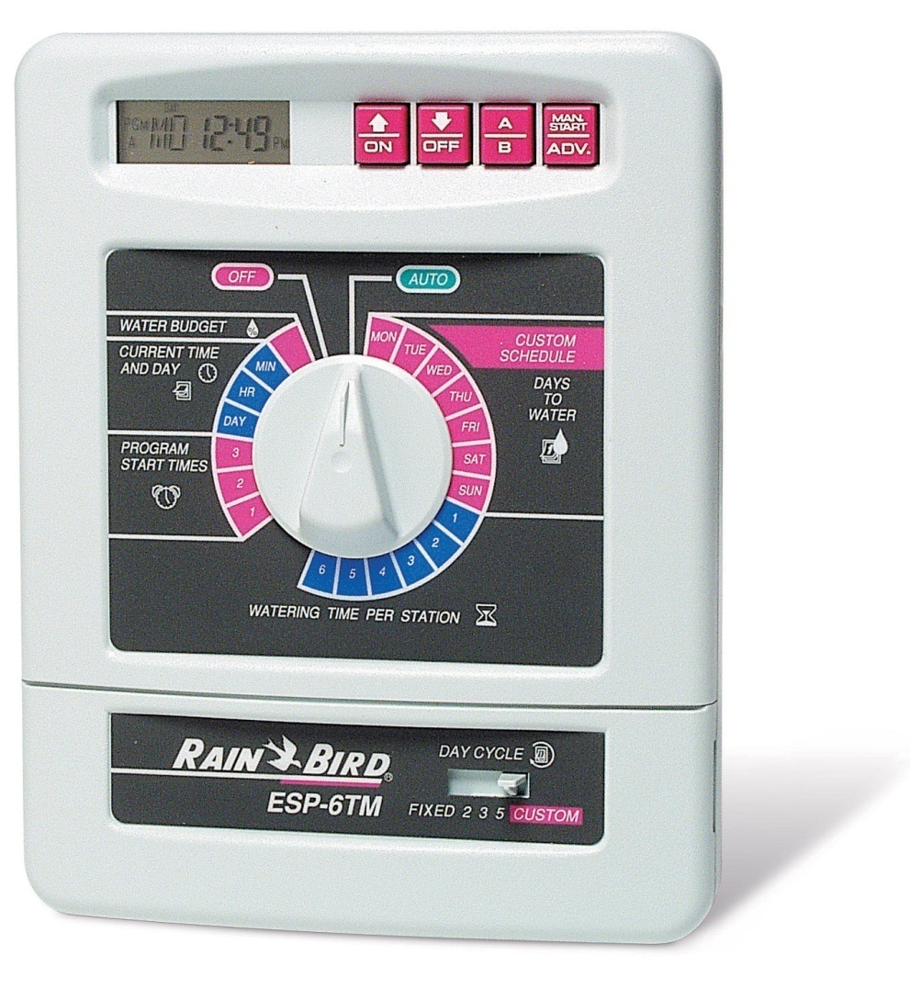 DAY
PGM MO 12:49
A PM
ON
OFF
A
B
MAN.
START
ADV.
OFF
AUTO
WATER BUDGET %
CURRENT TIME
AND DAY
PROGRAM
START TIMES
MIN
HR
DAY
3
2
1
MON
TUE
WED
THU
FRI
SAT
SUN
1
2
3
4
5
6
CUSTOM
SCHEDULE
DAYS
TO
WATER
WATERING TIME PER STATION
RAIN BIRD®
ESP-6TM
DAY CYCLE
FIXED 2 3 5 CUSTOM